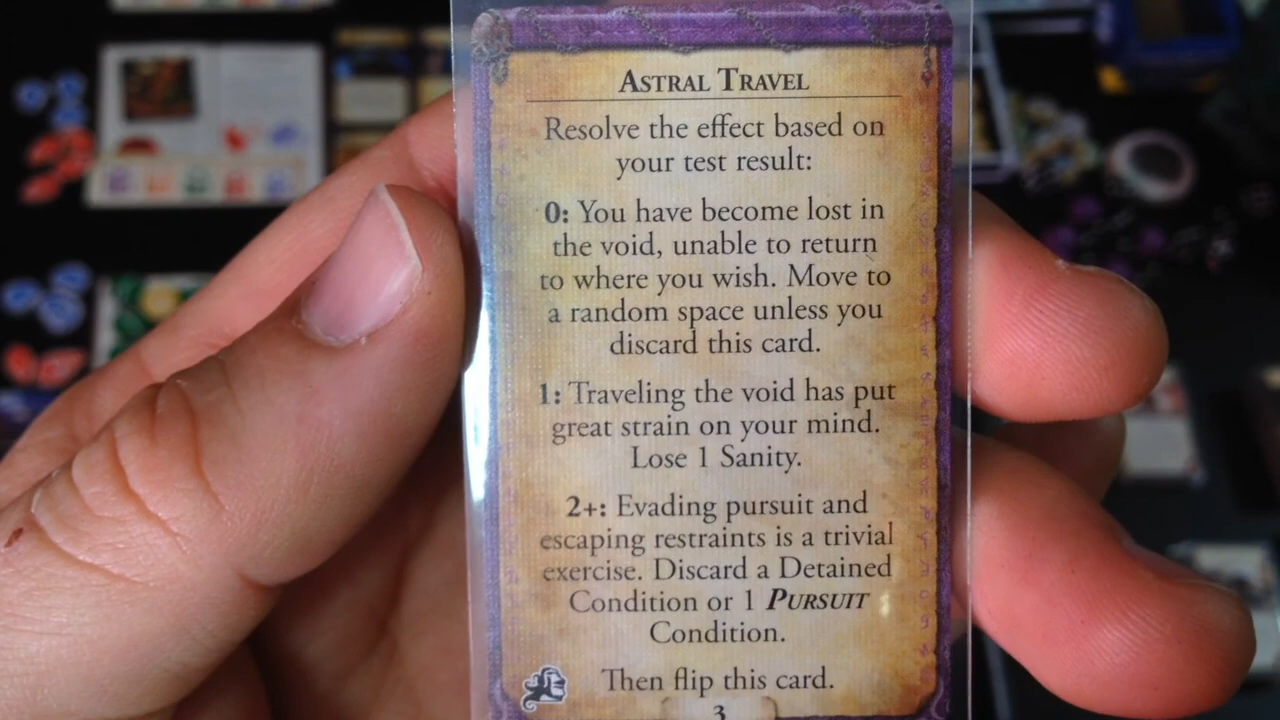 ASTRAL TRAVEL
Resolve the effect based on
your test result:
0: You have become lost in
the void, unable to return
to where you wish. Move to
a random space unless you
discard this card.
1: Traveling the void has put
great strain on your mind.
Lose 1 Sanity.
2+: Evading pursuit and
escaping restraints is a trivial
exercise. Discard a Detained
Condition or 1 PURSUIT
Condition.
Then flip this card.
3